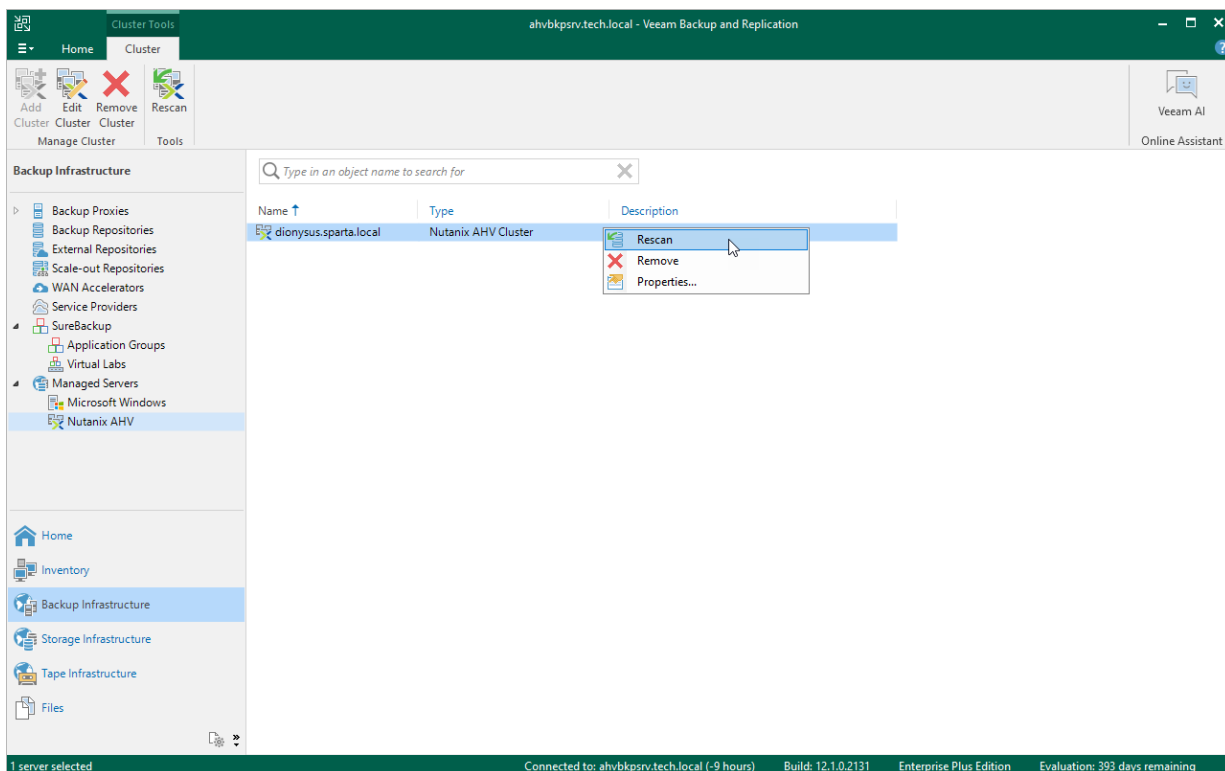 Cluster Tools
ahvbkpsrv.tech.local - Veeam Backup and Replication
Home Cluster
Add Cluster
Edit Cluster
Remove Cluster
Rescan
Manage Cluster
Tools
Veeam AI
Online Assistant
Backup Infrastructure
Type in an object name to search for
Backup Proxies
Backup Repositories
External Repositories
Scale-out Repositories
WAN Accelerators
Service Providers
SureBackup
Application Groups
Virtual Labs
Managed Servers
Microsoft Windows
Nutanix AHV
Name Type Description
dionysus.sparta.local Nutanix AHV Cluster
Rescan
Remove
Properties...
Home
Inventory
Backup Infrastructure
Storage Infrastructure
Tape Infrastructure
Files
1 server selected
Connected to: ahvbkpsrv.tech.local (-9 hours) Build: 12.1.0.2131 Enterprise Plus Edition Evaluation: 393 days remaining